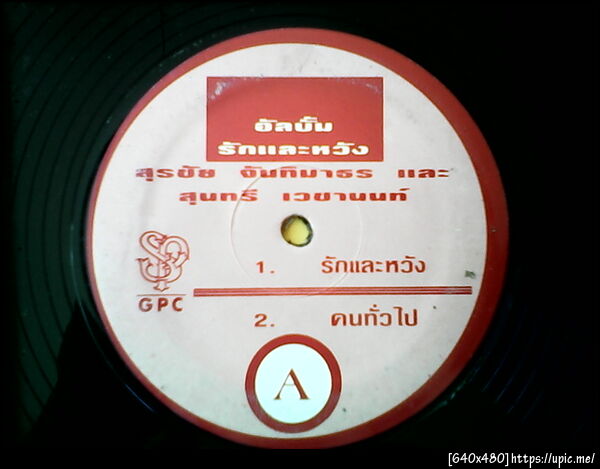 อัลบั้ม
รักและหวัง
สุรชัย จันทิมาธร และ
สุนทรี เวชานนท์
GPC
1. รักและหวัง
2. คนทั่วไป
A
[640x480]https://upic.me/